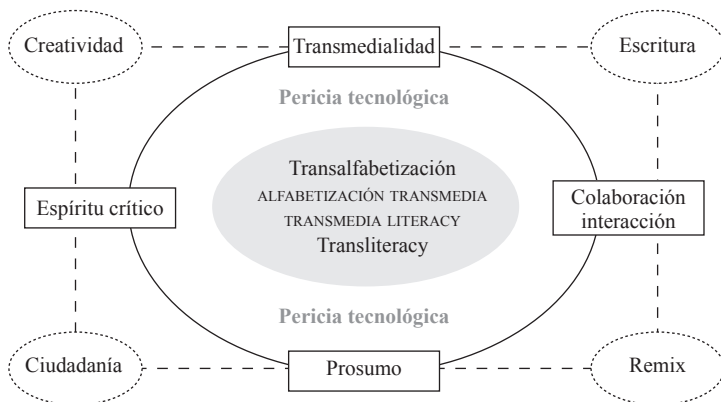 Creatividad
Transmedialidad
Escritura
Pericia tecnológica
Transalfabetización
ALFABETIZACIÓN TRANSMEDIA
TRANSMEDIA LITERACY
Transliteracy
Espíritu crítico
Colaboración
interacción
Pericia tecnológica
Ciudadanía
Prosumo
Remix